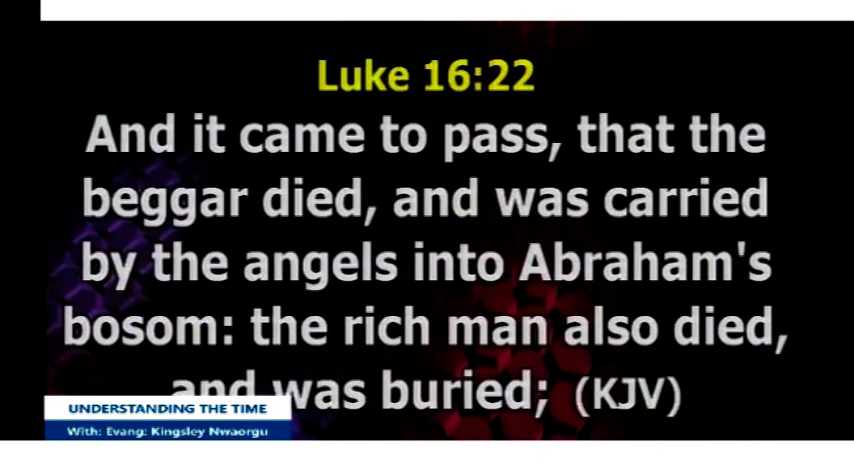 Luke 16:22
And it came to pass, that the
beggar died, and was carried
by the angels into Abraham's
bosom: the rich man also died,
and was buried; (KJV)
UNDERSTANDING THE TIME
With: Evang: Kingsley Nwaorgu